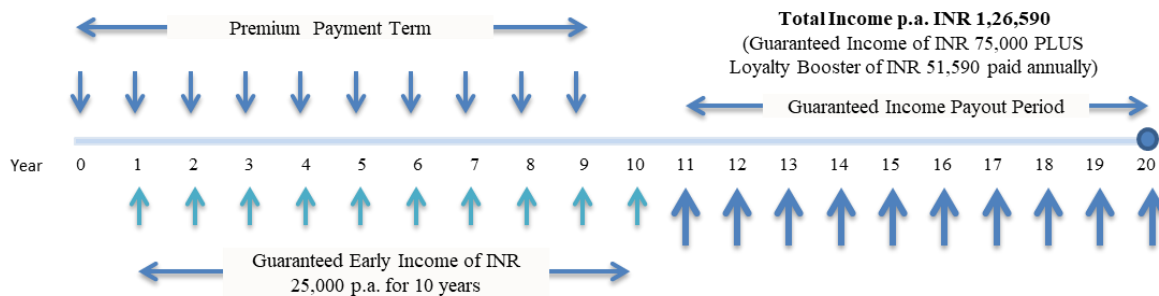 Premium Payment Term
Total Income p.a. INR 1,26,590
(Guaranteed Income of INR 75,000 PLUS
Loyalty Booster of INR 51,590 paid annually)
Guaranteed Income Payout Period
Year 0 1 2 3 4 5 6 7 8 9 10 11 12 13 14 15 16 17 18 19 20
Guaranteed Early Income of INR
25,000 p.a. for 10 years